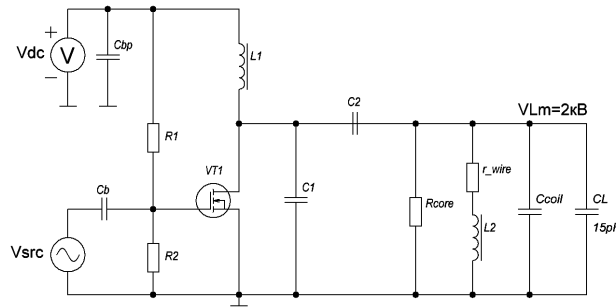 Vdc
+
V
−
Cbp
L1
C2
VLm=2кВ
R1
VT1
r_wire
Cb
C1
Rcore
Ccoil
CL
L2
15pF
Vsrc
R2